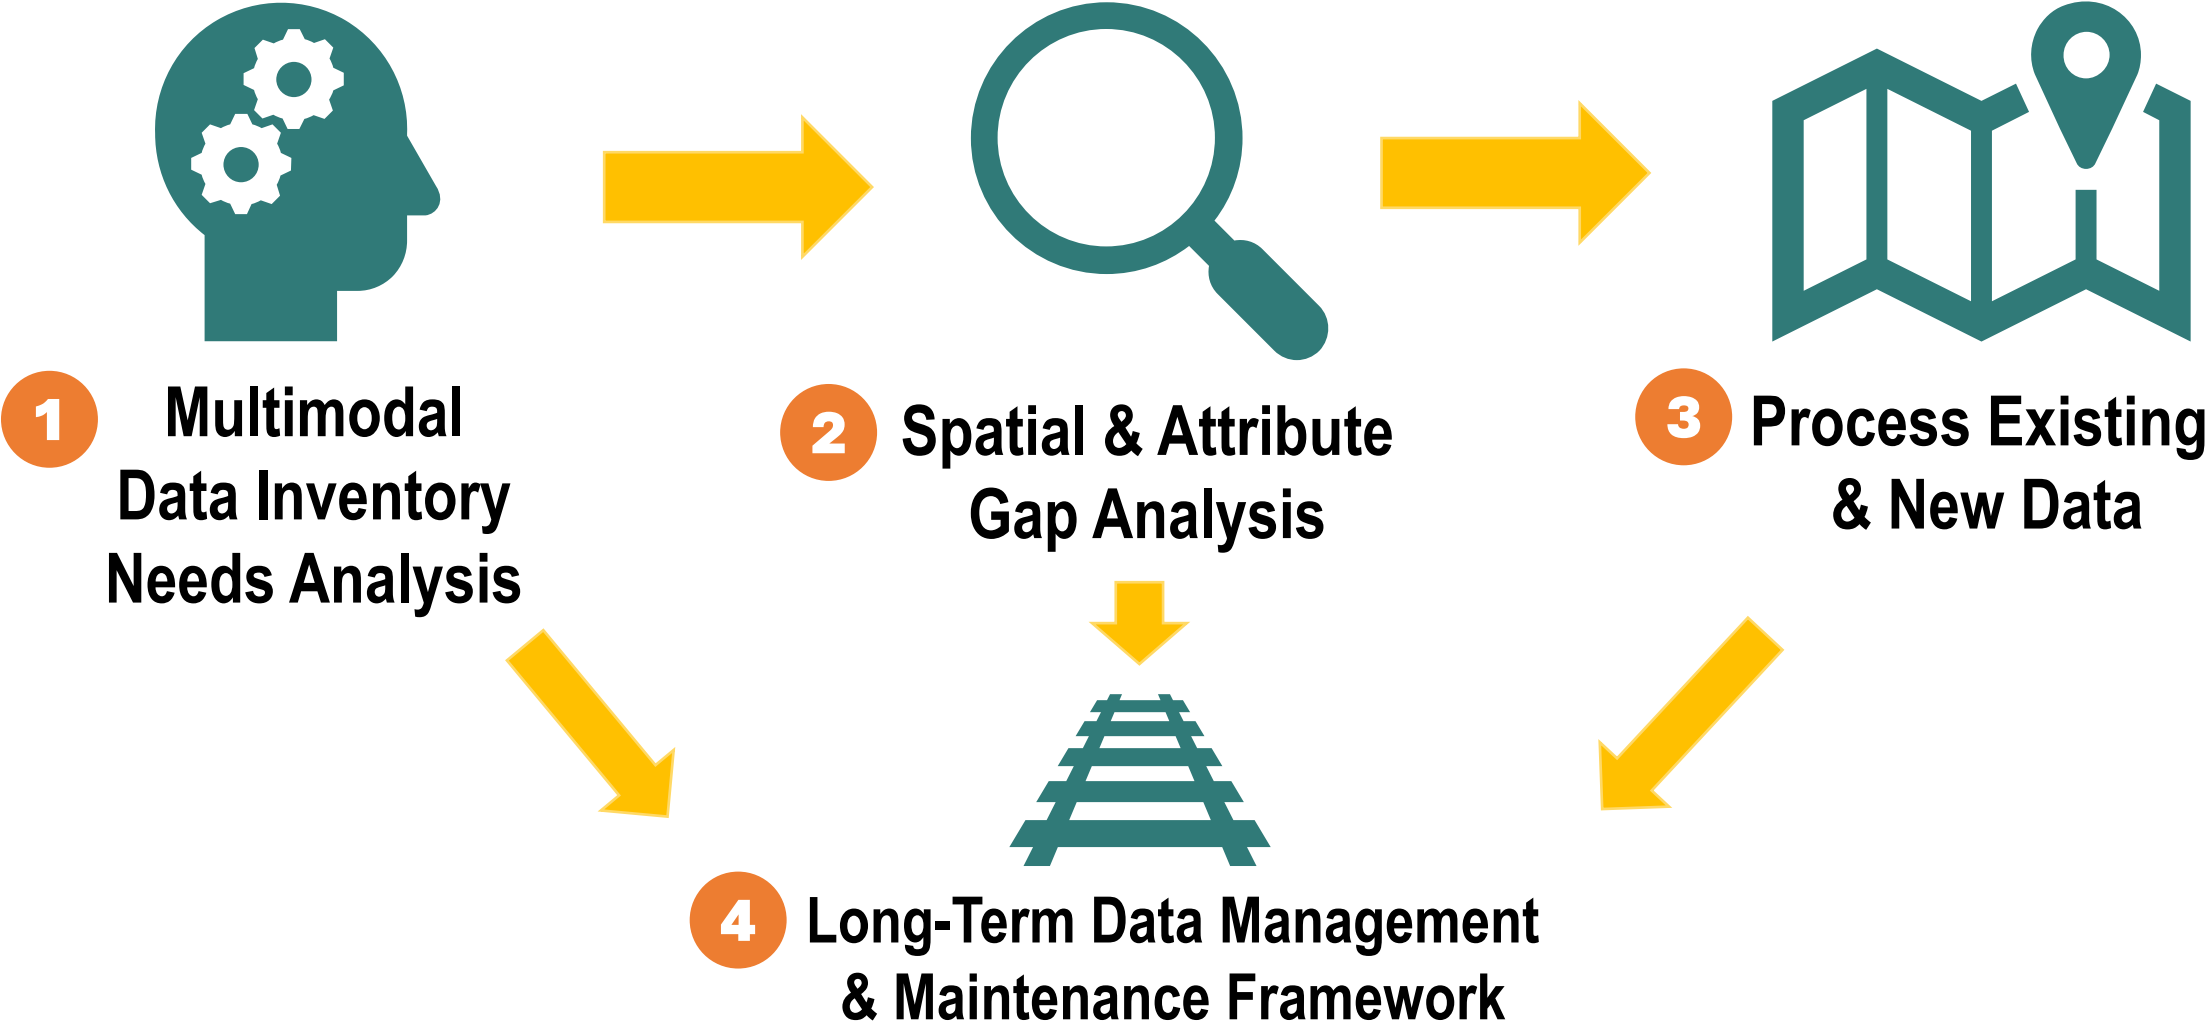 1
Multimodal
Data Inventory
Needs Analysis
2
Spatial & Attribute
Gap Analysis
3
Process Existing
& New Data
4
Long-Term Data Management
& Maintenance Framework